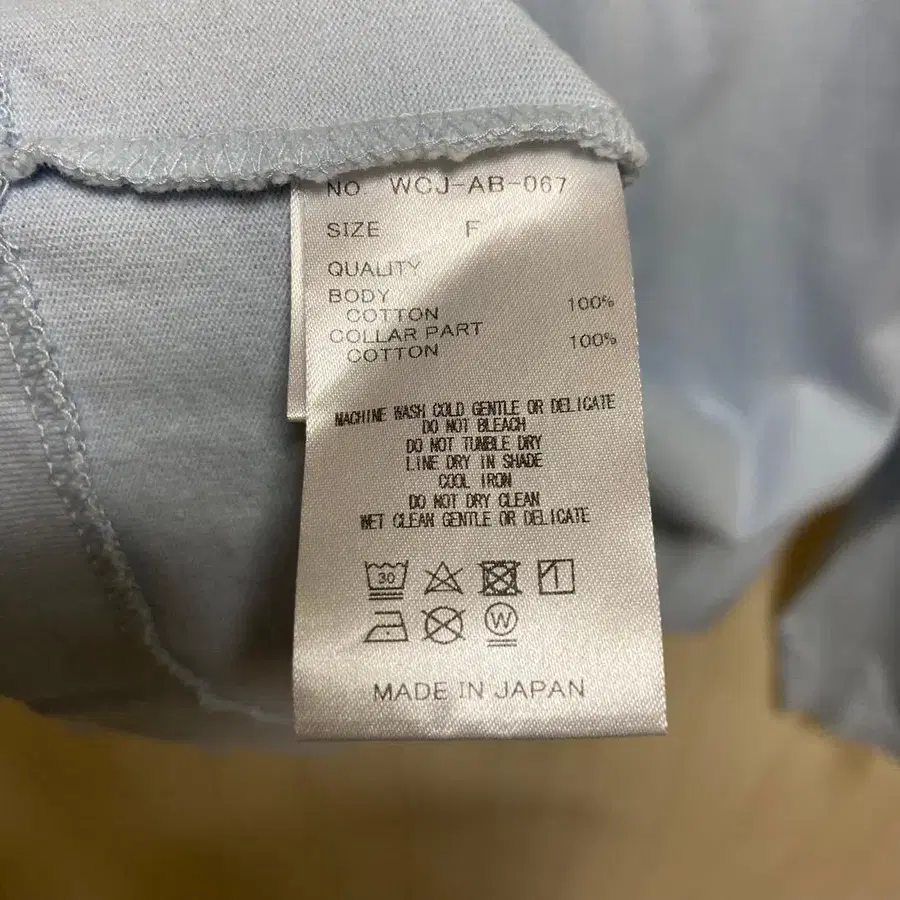 NO. WCJ-AB-067
SIZE F
QUALITY
BODY
COTTON 100%
COLLAR PART
COTTON 100%
MACHINE WASH COLD GENTLE OR DELICATE
DO NOT BLEACH
DO NOT TUMBLE DRY
LINE DRY IN SHADE
COOL IRON
DO NOT DRY CLEAN
WET CLEAN GENTLE OR DELICATE
30
W
MADE IN JAPAN